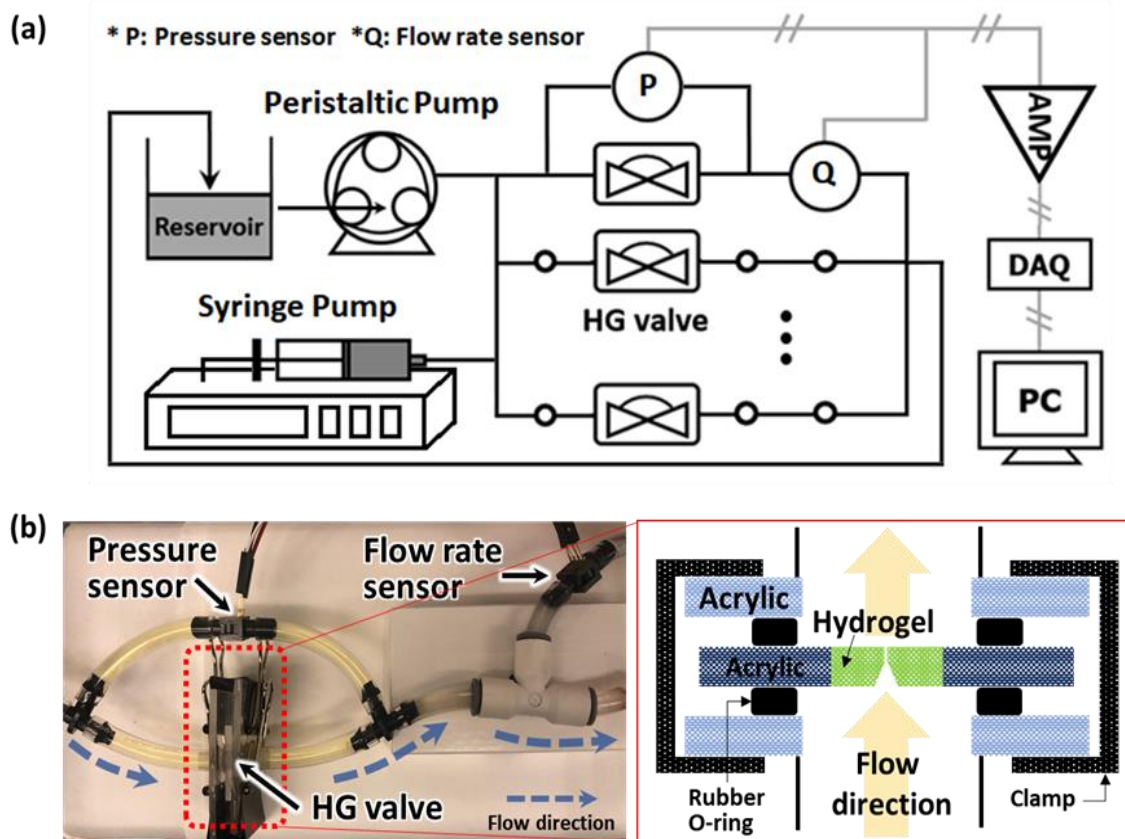 (a)
* P: Pressure sensor *Q: Flow rate sensor
Peristaltic Pump
P
AMP
Q
Reservoir
DAQ
Syringe Pump
HG valve
PC
(b)
Pressure
sensor
Flow rate
sensor
HG valve
Flow direction
Acrylic
Hydrogel
Acrylic
Flow
direction
Rubber
O-ring
Clamp